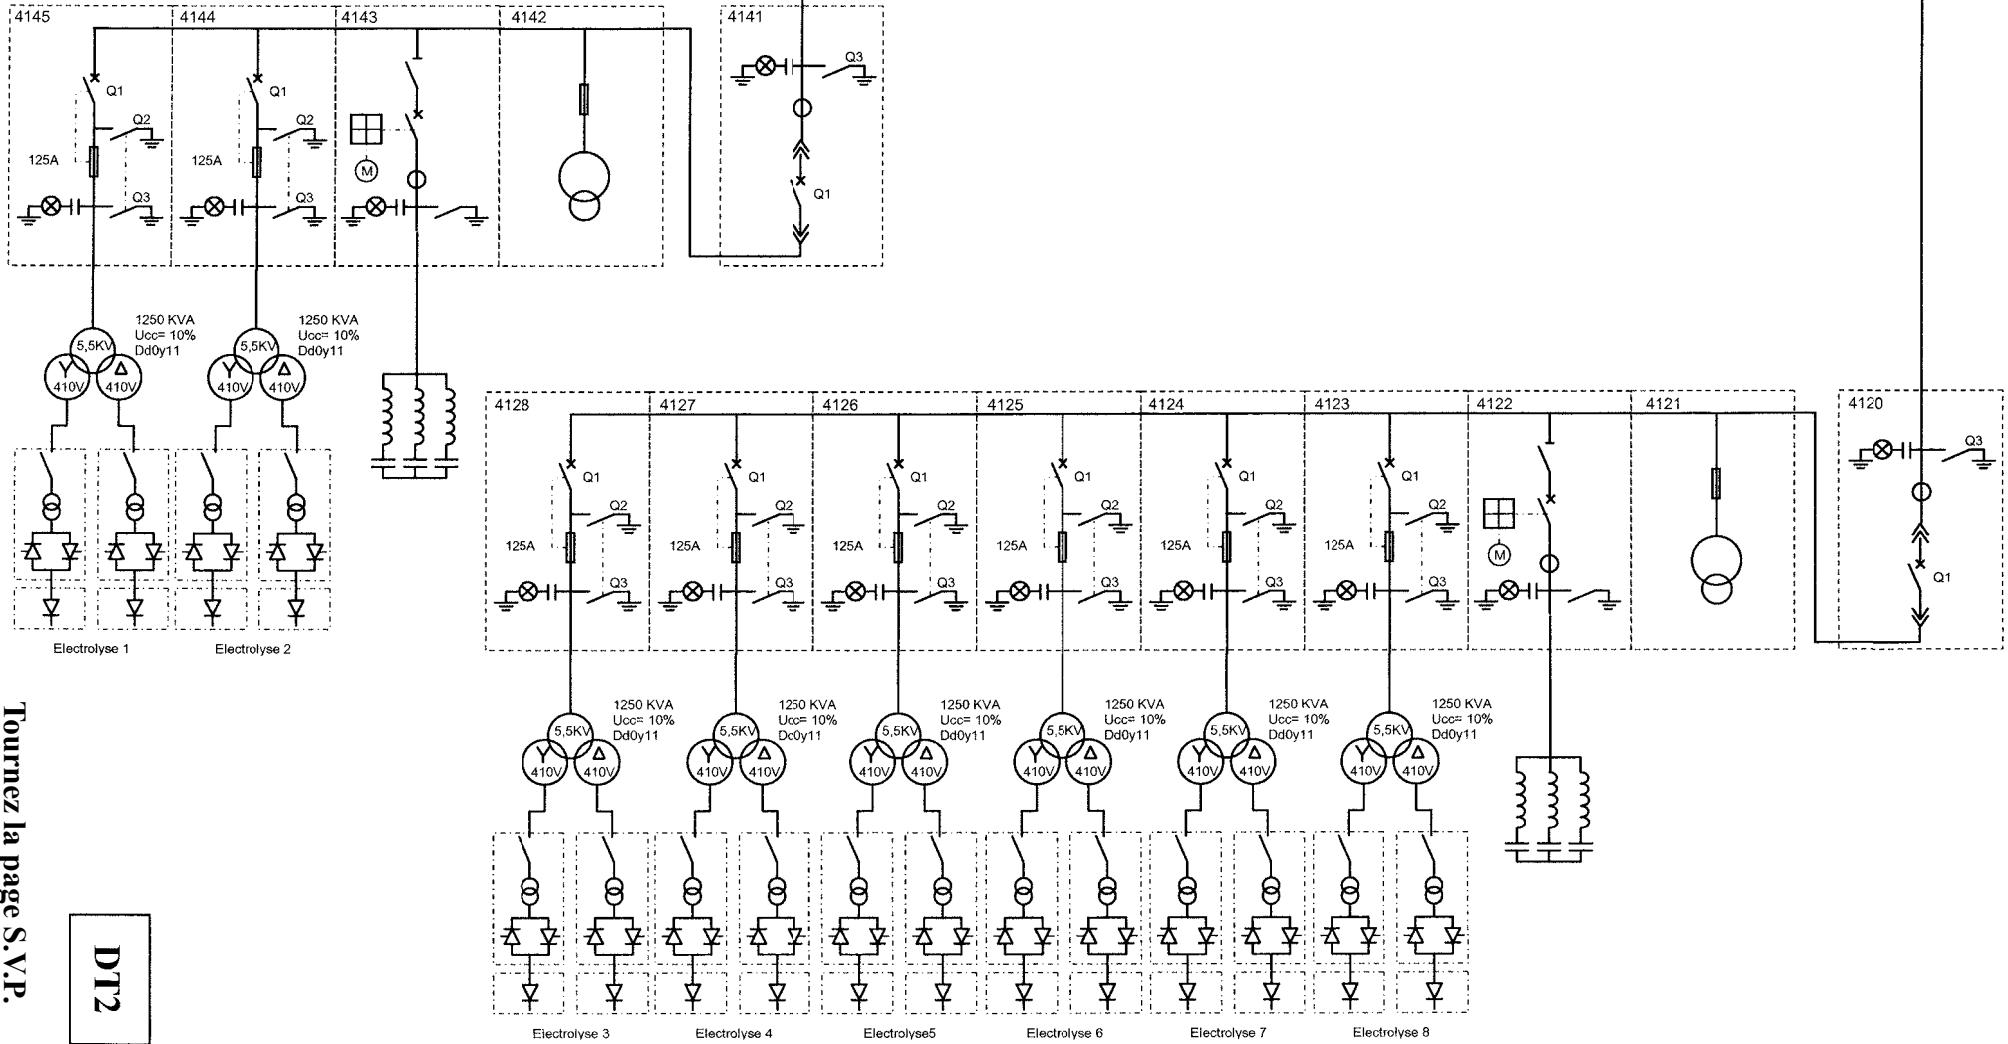 4145
4144
4143
4142
4141
Q1
Q2
125A
Q3
Q1
Q2
125A
Q3
M
Q3
Q1
1250 KVA
Ucc= 10%
Dd0y11
5,5KV
410V
410V
1250 KVA
Ucc= 10%
Dd0y11
5,5KV
410V
410V
Electrolyse 1
Electrolyse 2
4128
4127
4126
4125
4124
4123
4122
4121
4120
Q1
Q2
125A
Q3
Q1
Q2
125A
Q3
Q1
Q2
125A
Q3
Q1
Q2
125A
Q3
Q1
Q2
125A
Q3
Q1
Q2
125A
Q3
M
Q3
Q1
1250 KVA
Ucc= 10%
Dd0y11
5,5KV
410V
410V
1250 KVA
Ucc= 10%
Dd0y11
5,5KV
410V
410V
1250 KVA
Ucc= 10%
Dd0y11
5,5KV
410V
410V
1250 KVA
Ucc= 10%
Dd0y11
5,5KV
410V
410V
1250 KVA
Ucc= 10%
Dd0y11
5,5KV
410V
410V
1250 KVA
Ucc= 10%
Dd0y11
5,5KV
410V
410V
Electrolyse 3
Electrolyse 4
Electrolyse5
Electrolyse 6
Electrolyse 7
Electrolyse 8
Tournez la page S.V.P.
DT2